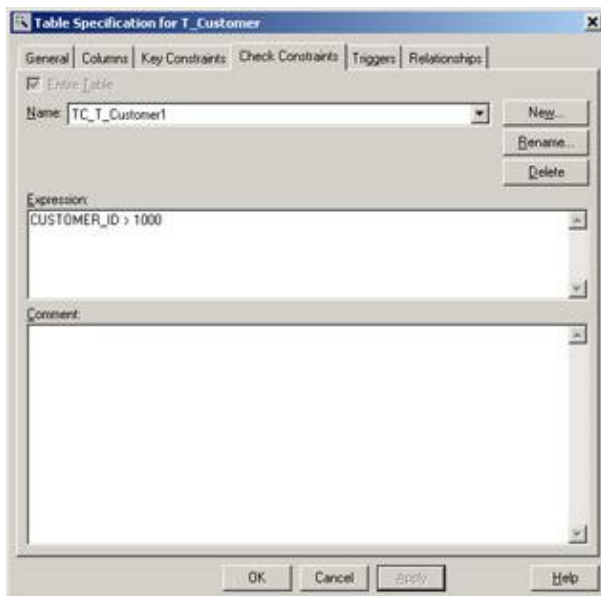 Table Specification for T_Customer
General Columns Key Constraints Check Constraints Triggers Relationships
Entire Table
Name: TC_T_Customer1
New...
Rename...
Delete
Expression:
CUSTOMER_ID > 1000
Comment:
OK Cancel Apply Help